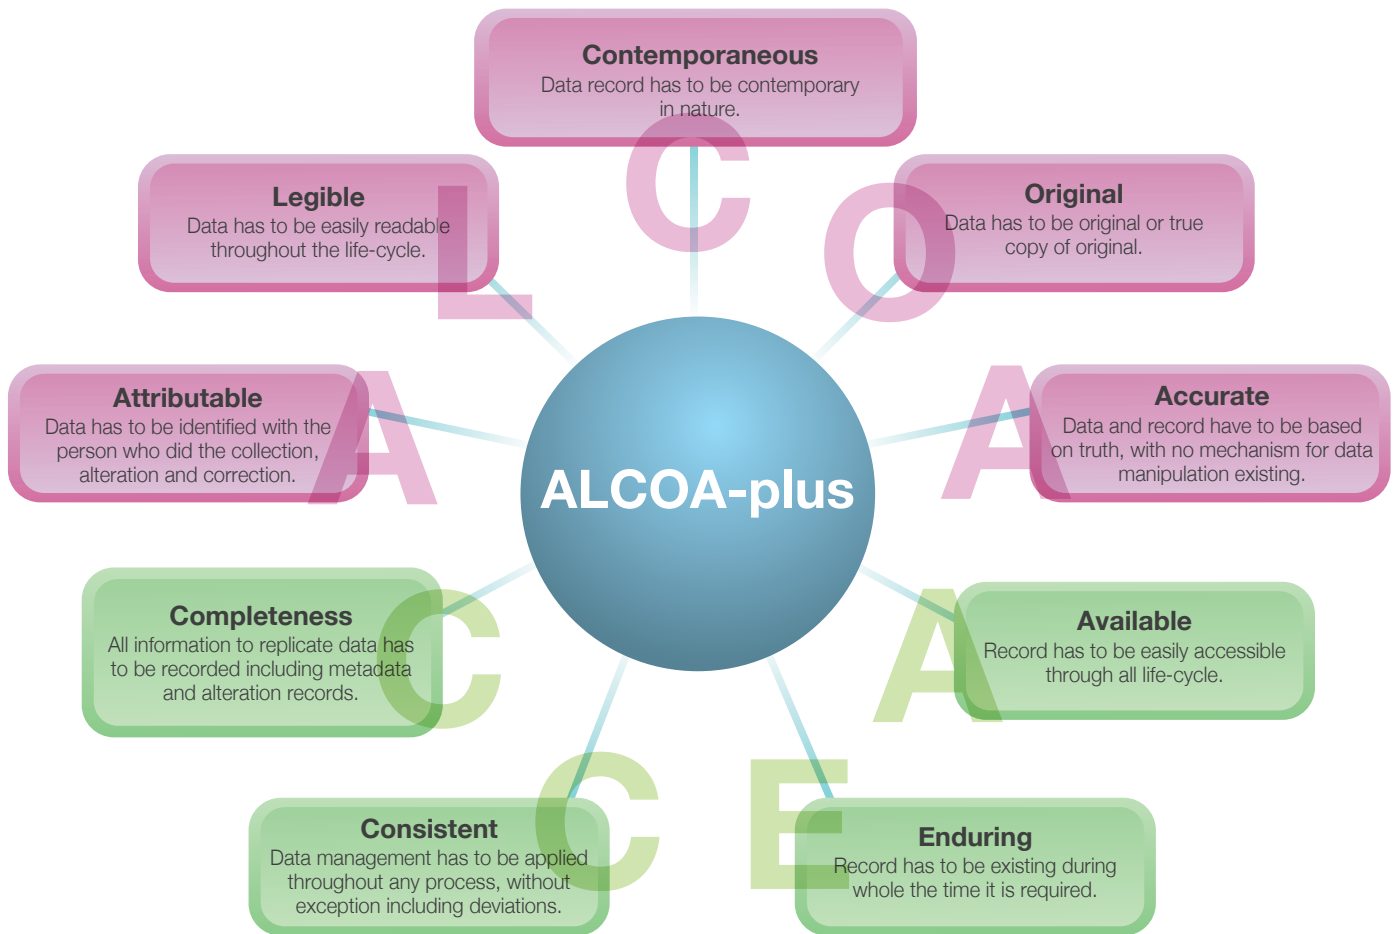 Contemporaneous
Data record has to be contemporary
in nature.
C
Legible
Data has to be easily readable
throughout the life-cycle.
L
Original
Data has to be original or true
copy of original.
O
Attributable
Data has to be identified with the
person who did the collection,
alteration and correction.
A
Accurate
Data and record have to be based
on truth, with no mechanism for data
manipulation existing.
A
ALCOA-plus
Completeness
All information to replicate data has
to be recorded including metadata
and alteration records.
C
Available
Record has to be easily accessible
through all life-cycle.
A
Consistent
Data management has to be applied
throughout any process, without
exception including deviations.
C
Enduring
Record has to be existing during
whole the time it is required.
E